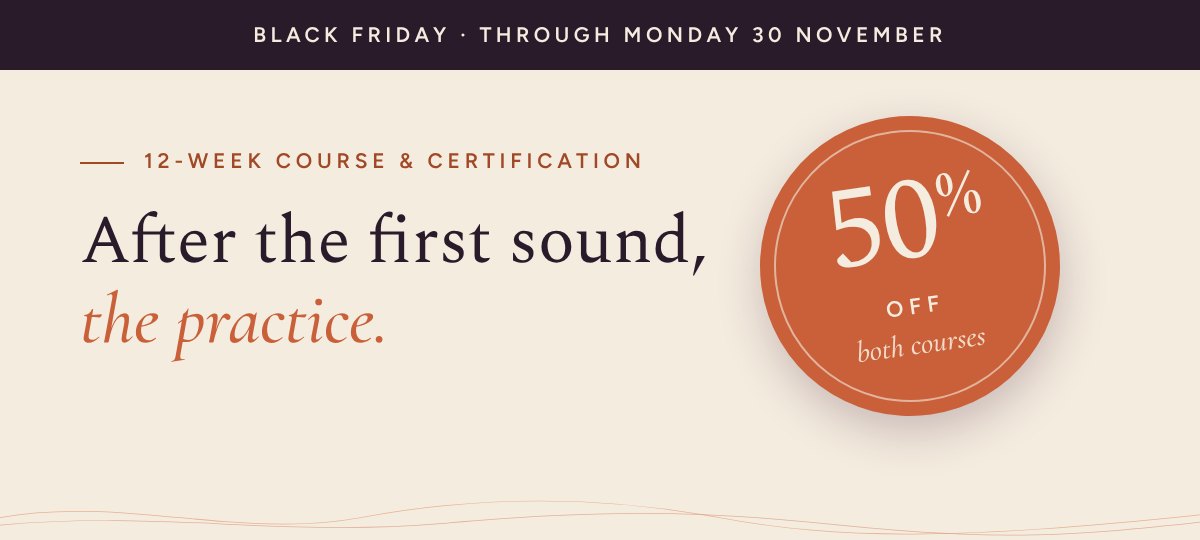 BLACK FRIDAY · THROUGH MONDAY 30 NOVEMBER
12-WEEK COURSE & CERTIFICATION
After the first sound,
the practice.
50%
OFF
both courses